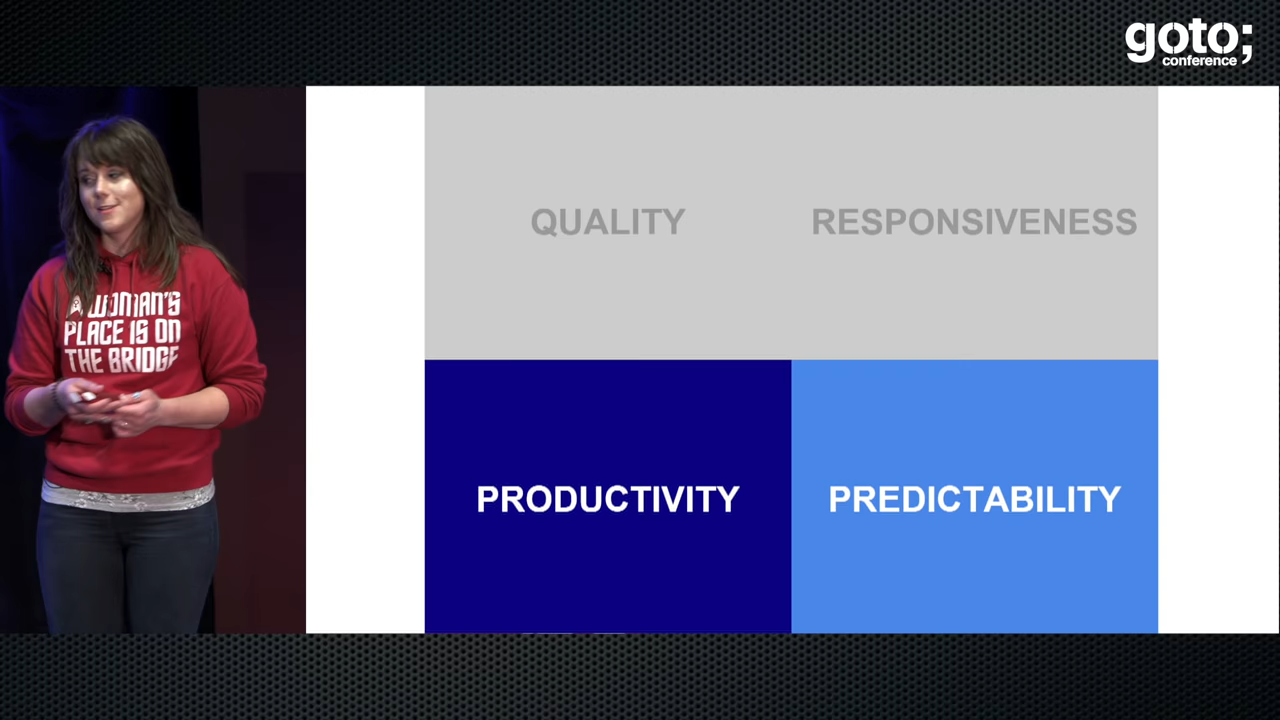 goto;
conference
QUALITY
RESPONSIVENESS
A WOMAN'S
PLACE IS ON
THE BRIDGE
PRODUCTIVITY
PREDICTABILITY